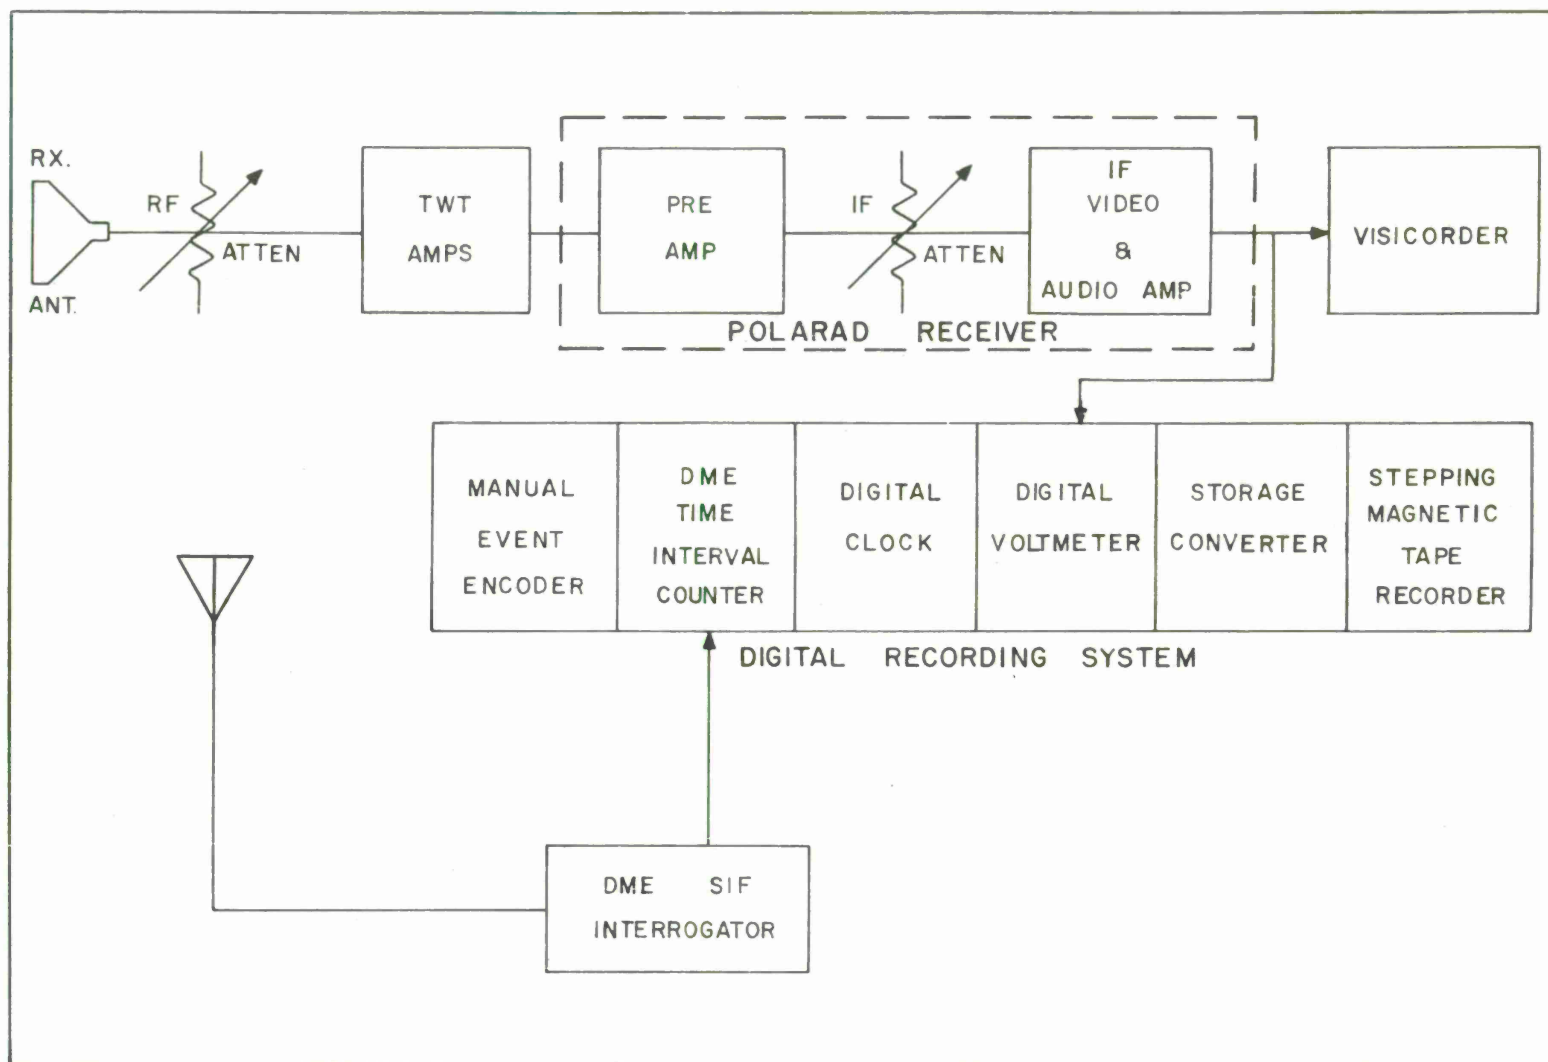 RX.
ANT.
RF
ATTEN
TWT
AMPS
PRE
AMP
IF
ATTEN
IF
VIDEO
&
AUDIO AMP
POLARAD RECEIVER
VISICORDER
MANUAL
EVENT
ENCODER
DME
TIME
INTERVAL
COUNTER
DIGITAL
CLOCK
DIGITAL
VOLTMETER
STORAGE
CONVERTER
STEPPING
MAGNETIC
TAPE
RECORDER
DIGITAL RECORDING SYSTEM
DME SIF
INTERROGATOR